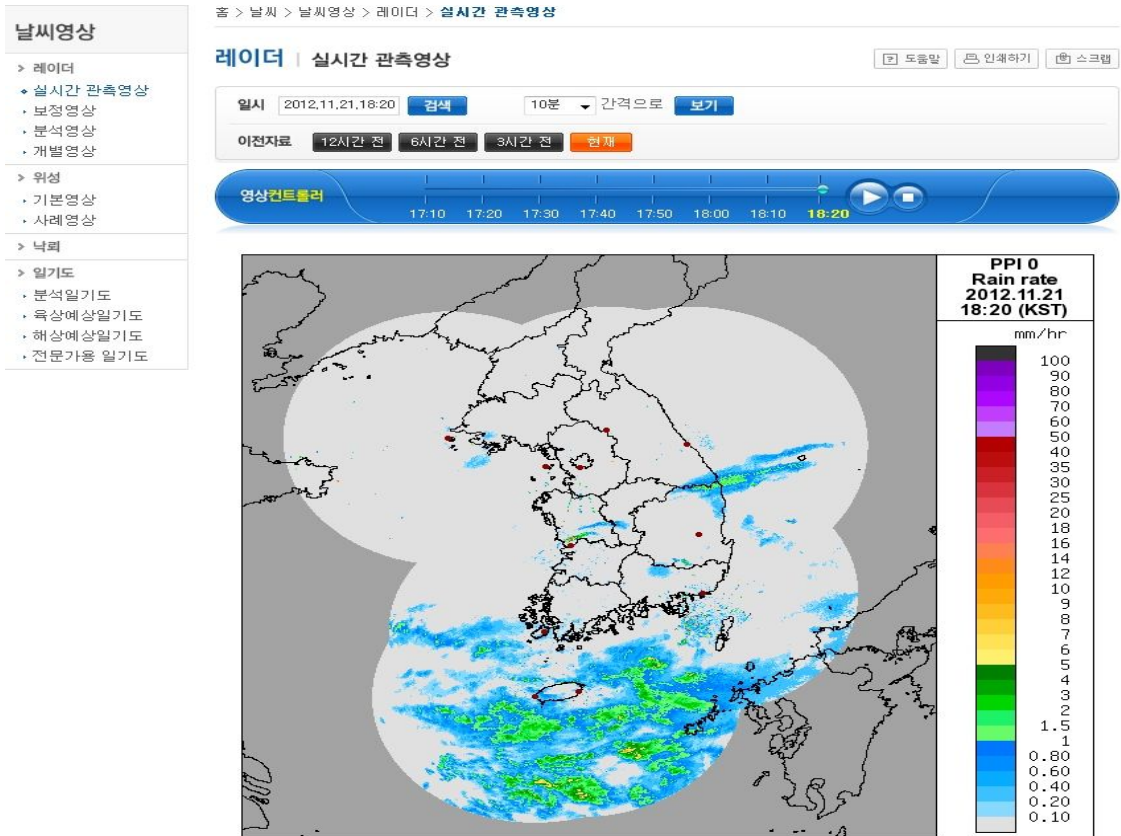 홈 > 날씨 > 날씨영상 > 레이더 > 실시간 관측영상
날씨영상
> 레이더
실시간 관측영상
보정영상
분석영상
개별영상
> 위성
기본영상
사례영상
> 낙뢰
> 일기도
분석일기도
육상예상일기도
해상예상일기도
전문가용 일기도
레이더 | 실시간 관측영상
도움말 인쇄하기 스크랩
일시 2012,11,21,18:20 검색 10분 간격으로 보기
이전자료 12시간 전 6시간 전 3시간 전 현재
영상컨트롤러
17:10 17:20 17:30 17:40 17:50 18:00 18:10 18:20
PPI 0
Rain rate
2012.11.21
18:20 (KST)
mm/hr
100
90
80
70
60
50
40
35
30
25
20
18
16
14
12
10
9
8
7
6
5
4
3
2
1.5
1
0.80
0.60
0.40
0.20
0.10